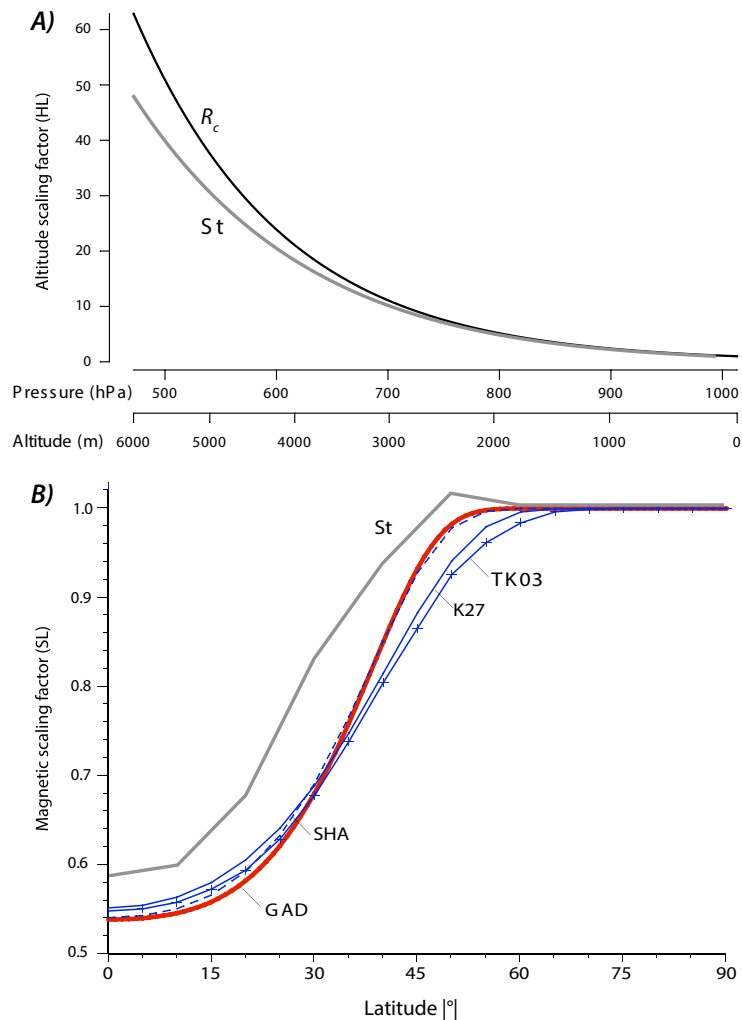 A)
Altitude scaling factor (HL)
60
50
40
30
20
10
0
R_c
St
Pressure (hPa)
500 600 700 800 900 1000
Altitude (m)
6000 5000 4000 3000 2000 1000 0
B)
Magnetic scaling factor (SL)
1.0
0.9
0.8
0.7
0.6
0.5
St
TK03
K27
SHA
GAD
0 15 30 45 60 75 90
Latitude |°|